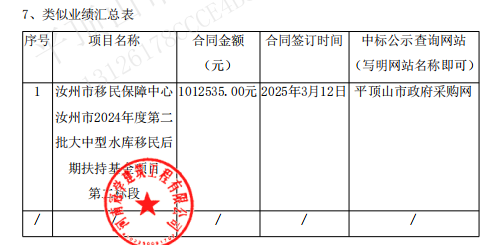 7、类似业绩汇总表
序号 项目名称 合同金额 合同签订时间 中标公示查询网站
（元） （写明网站名称即可）
1 汝州市移民保障中心 1012535.00元 2025年3月12日 平顶山市政府采购网
汝州市2024年度第二
批大中型水库移民后
期扶持基金项目
第二标段
/ / / / /